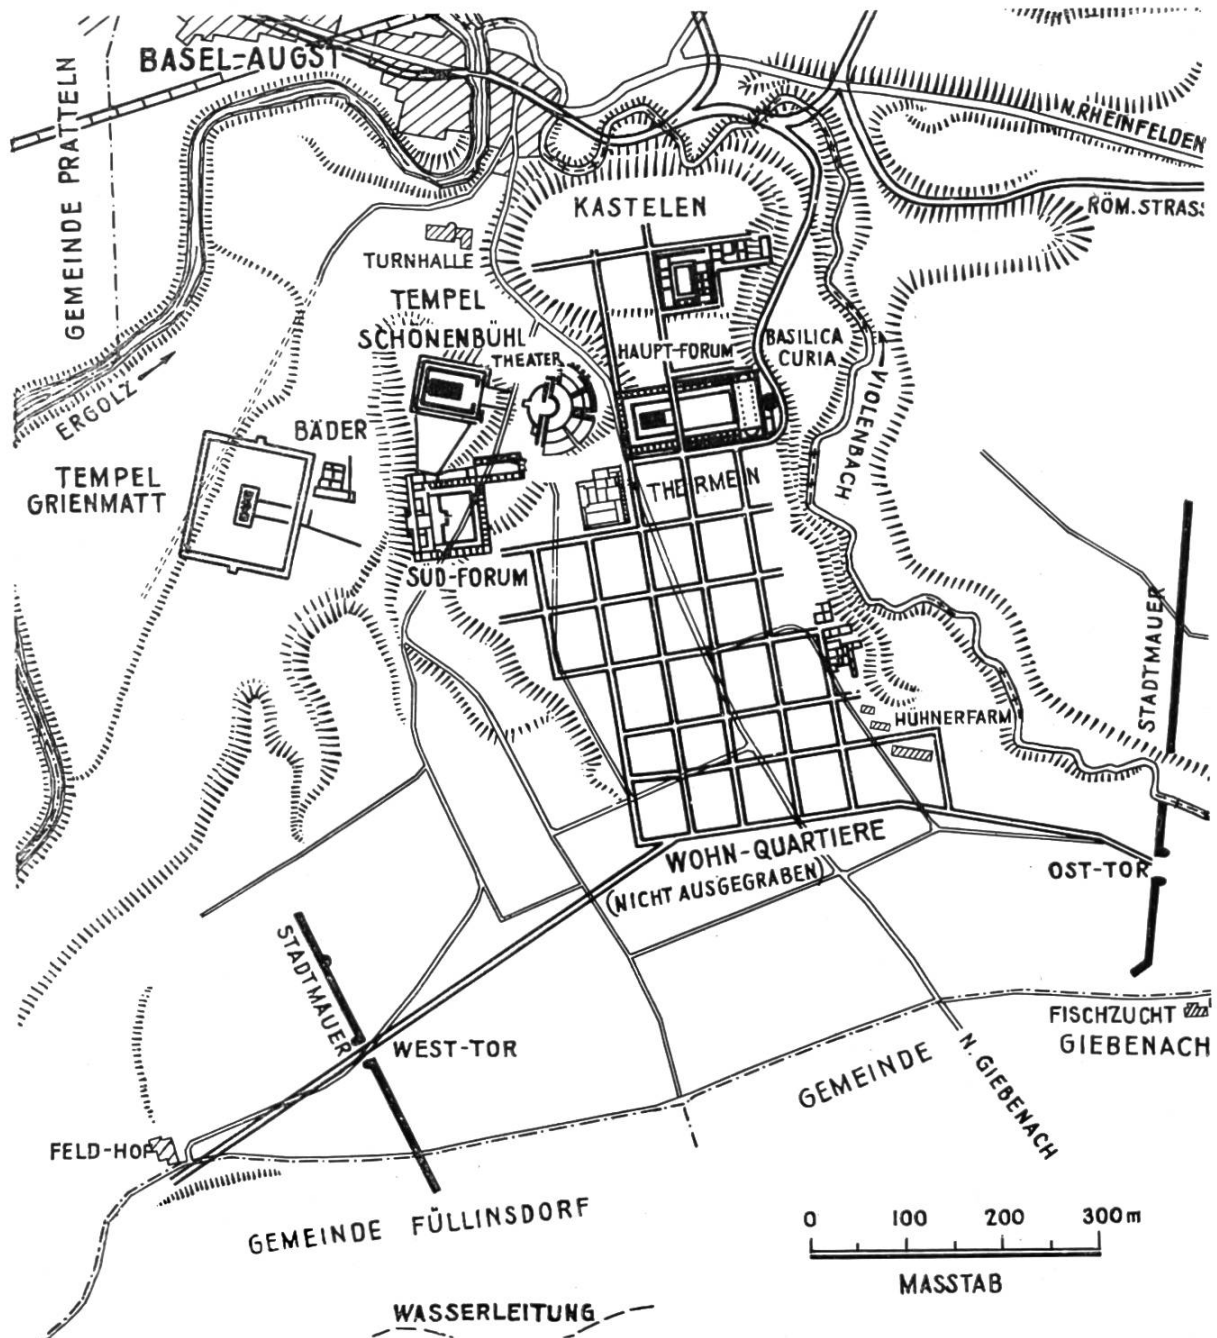 BASEL-AUGST
GEMEINDE PRATTELN
N. RHEINFELDEN
RÖM. STRASS
KASTELEN
TURNHALLE
TEMPEL
SCHÖNENBÜHL
THEATER
HAUPT-FORUM
BASILICA
CURIA
VIOLENBACH
ERGOLZ
BÄDER
TEMPEL
GRIENMATT
THERMEN
SÜD-FORUM
STADTMAUER
HÜHNERFARM
WOHN-QUARTIERE
(NICHT AUSGEGRABEN)
OST-TOR
STADTMAUER
WEST-TOR
FISCHZUCHT
GIEBENACH
GEMEINDE
N. GIEBENACH
FELD-HOF
GEMEINDE FÜLLINSDORF
0 100 200 300m
MASSTAB
WASSERLEITUNG